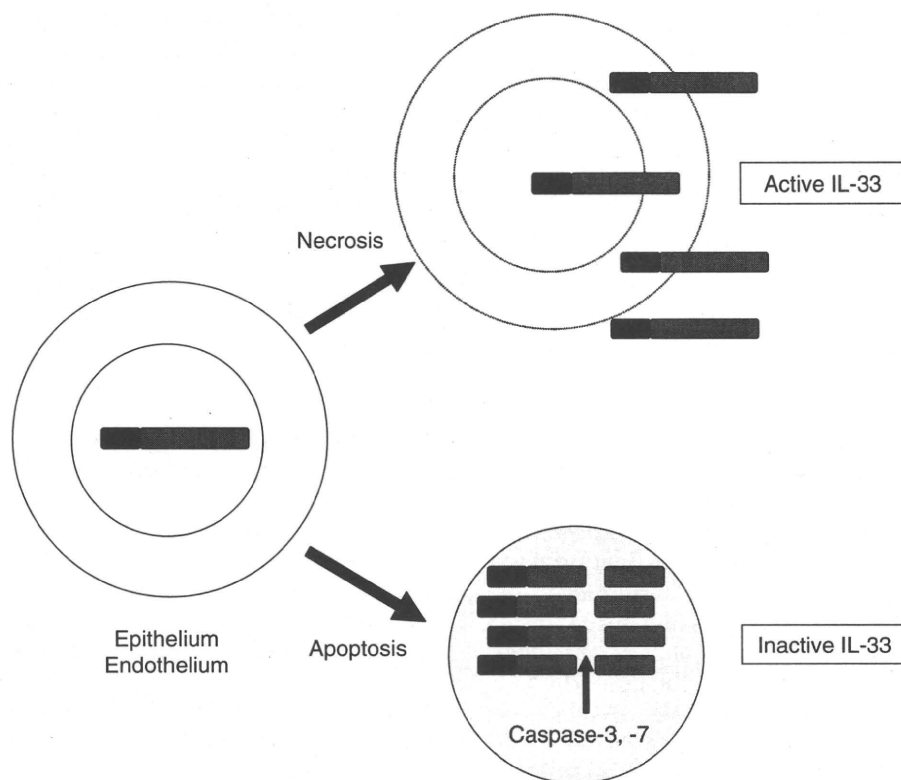 Active IL-33
Necrosis
Epithelium
Endothelium
Apoptosis
Inactive IL-33
Caspase-3, -7